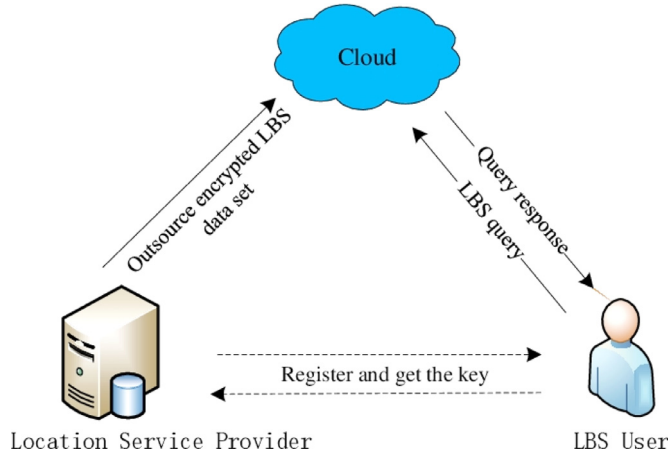 Cloud
Outsource encrypted LBS
data set
Query response
LBS query
Register and get the key
Location Service Provider
LBS User